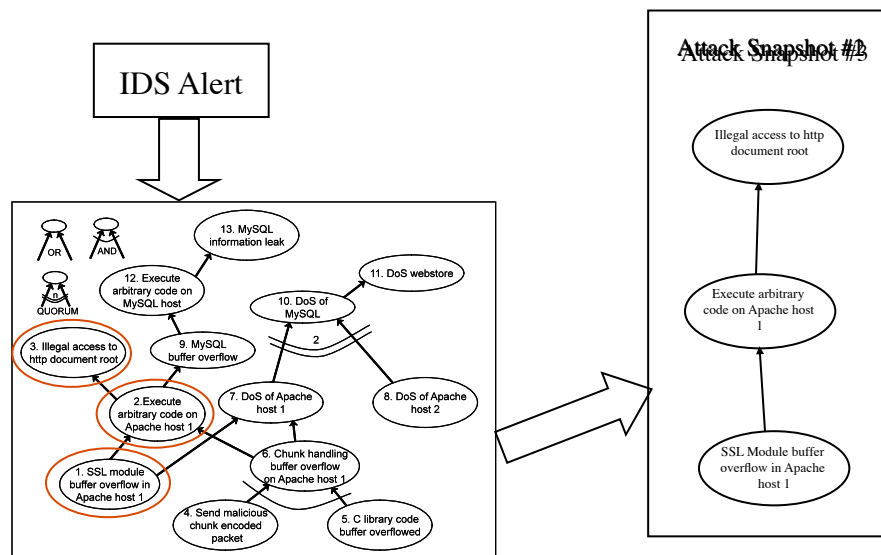 IDS Alert
OR
AND
n
QUORUM
13. MySQL
information leak
12. Execute
arbitrary code on
MySQL host
11. DoS webstore
10. DoS of
MySQL
2
3. Illegal access to
http document root
9. MySQL
buffer overflow
2.Execute
arbitrary code on
Apache host 1
7. DoS of Apache
host 1
8. DoS of Apache
host 2
1. SSL module
buffer overflow in
Apache host 1
6. Chunk handling
buffer overflow
on Apache host 1
4. Send malicious
chunk encoded
packet
5. C library code
buffer overflowed
Attack Snapshot
Attack Snapshot #3
Illegal access to http
document root
Execute arbitrary
code on Apache host
1
SSL Module buffer
overflow in Apache
host 1